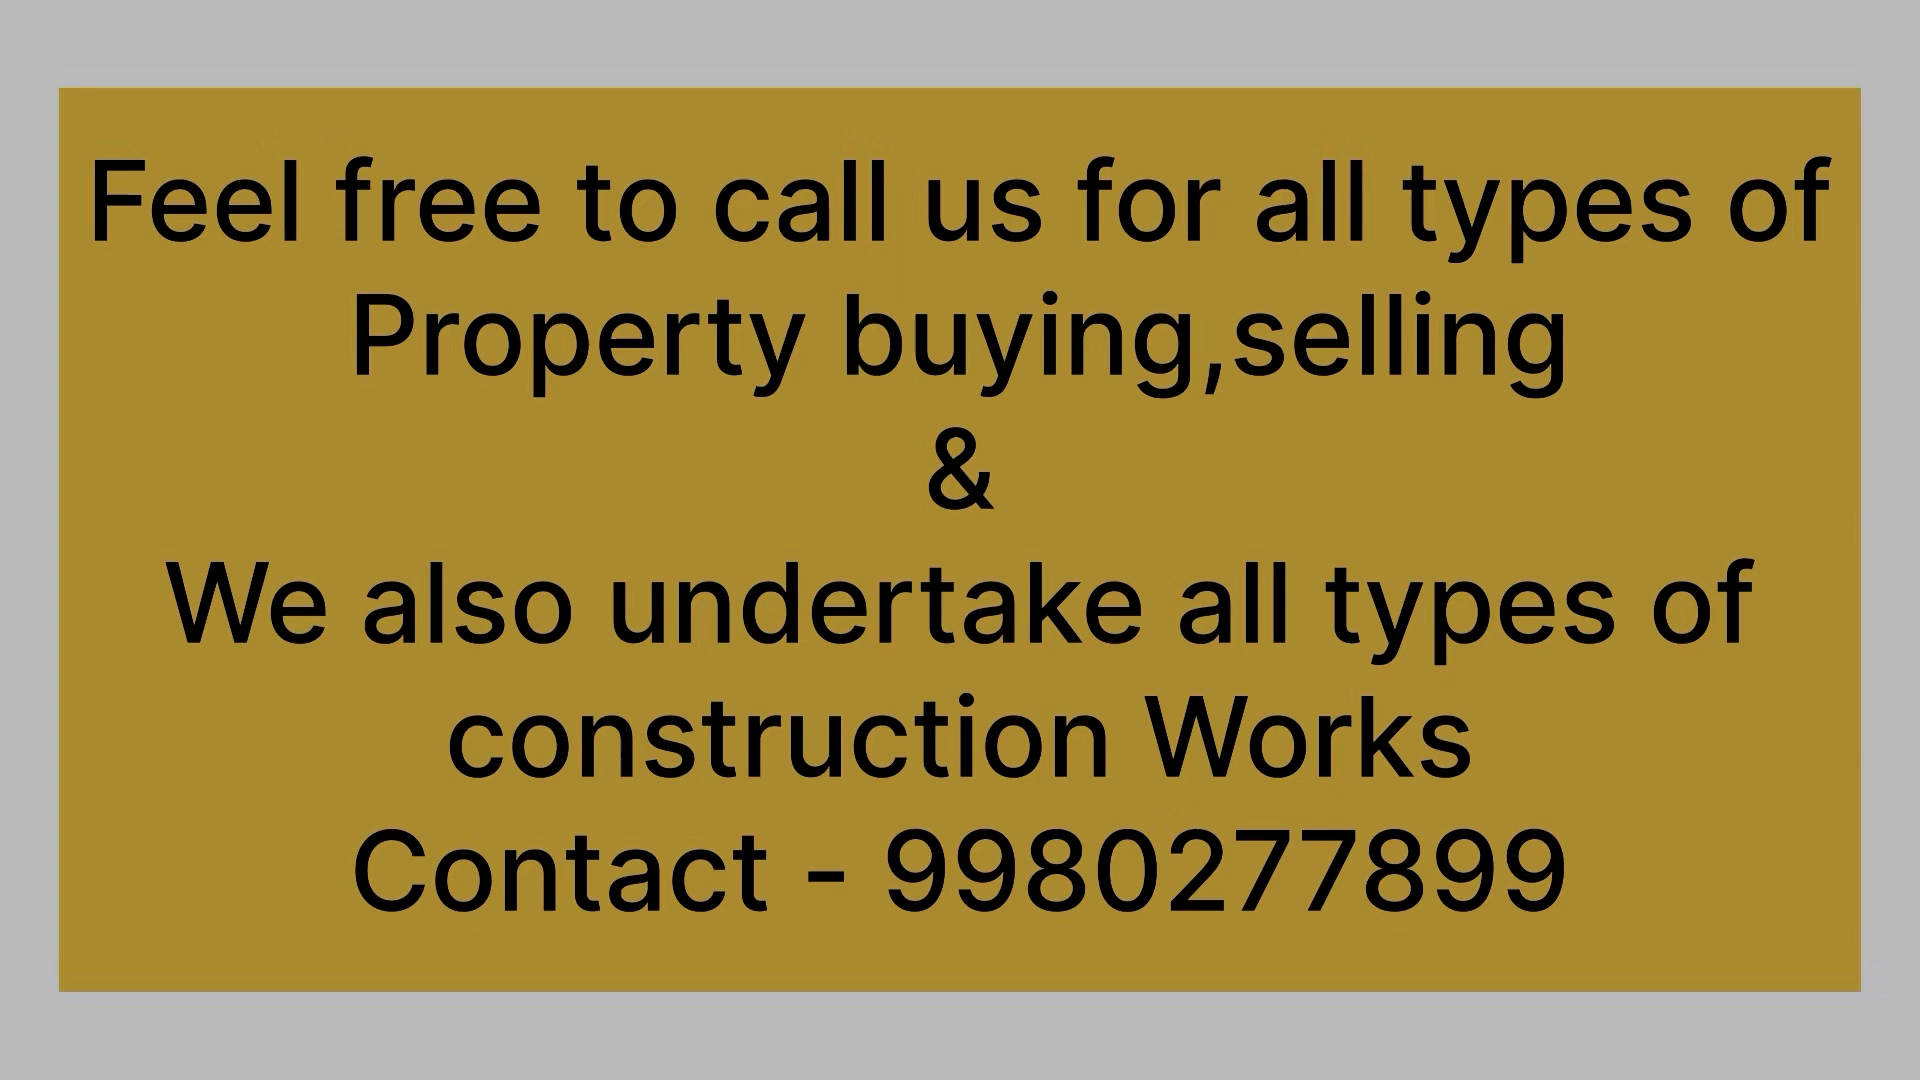 Feel free to call us for all types of
Property buying,selling
&
We also undertake all types of
construction Works
Contact - 9980277899